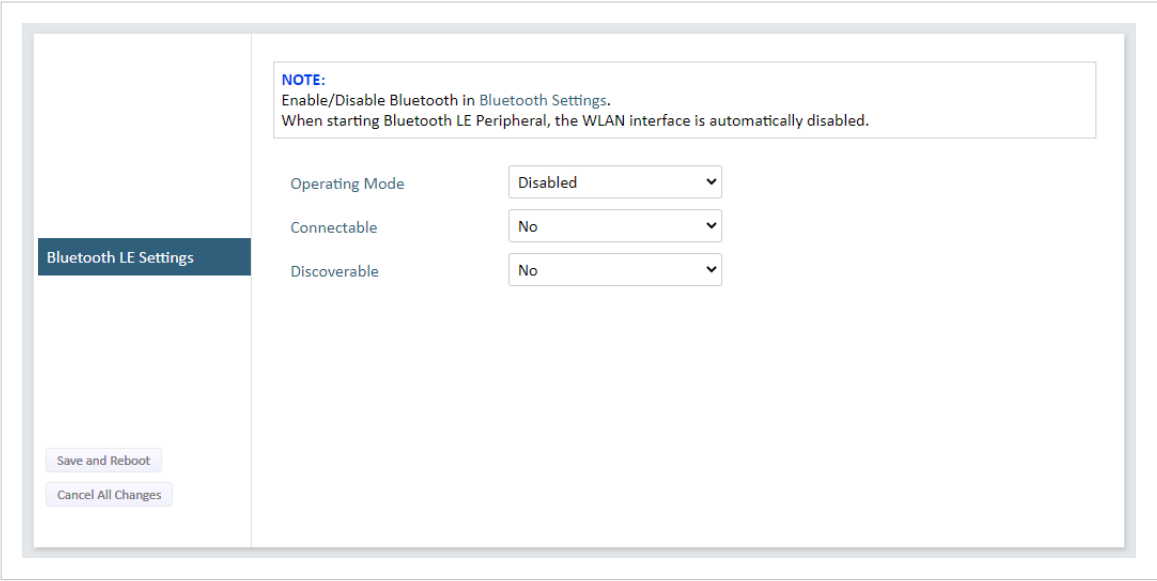 NOTE:
Enable/Disable Bluetooth in Bluetooth Settings.
When starting Bluetooth LE Peripheral, the WLAN interface is automatically disabled.
Operating Mode Disabled
Connectable No
Bluetooth LE Settings
Discoverable No
Save and Reboot
Cancel All Changes